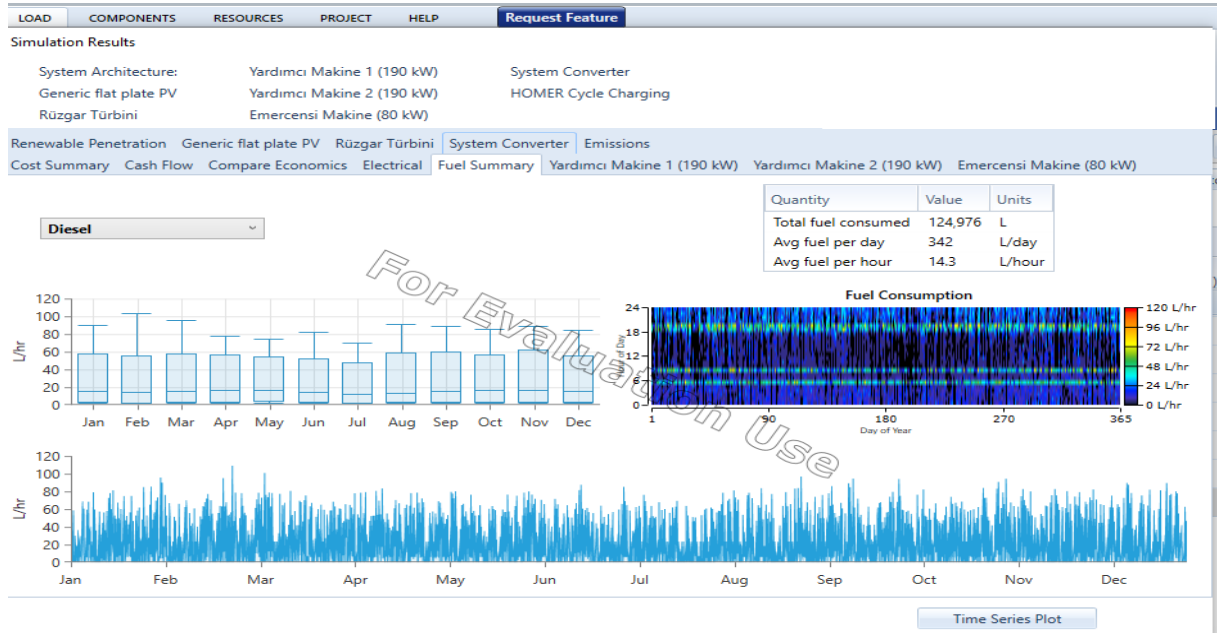 LOAD COMPONENTS RESOURCES PROJECT HELP Request Feature
Simulation Results
System Architecture: Yardımcı Makine 1 (190 kW) System Converter
Generic flat plate PV Yardımcı Makine 2 (190 kW) HOMER Cycle Charging
Rüzgar Türbini Emercensi Makine (80 kW)
Renewable Penetration Generic flat plate PV Rüzgar Türbini System Converter Emissions
Cost Summary Cash Flow Compare Economics Electrical Fuel Summary Yardımcı Makine 1 (190 kW) Yardımcı Makine 2 (190 kW) Emercensi Makine (80 kW)
Quantity Value Units
Total fuel consumed 124,976 L
Avg fuel per day 342 L/day
Avg fuel per hour 14.3 L/hour
Diesel
For Evaluation Use
120
100
80
60
40
20
0
L/hr
Jan Feb Mar Apr May Jun Jul Aug Sep Oct Nov Dec
Fuel Consumption
24
18
12
6
0
Hour of Day
1 90 180 270 365
Day of Year
120 L/hr
96 L/hr
72 L/hr
48 L/hr
24 L/hr
0 L/hr
120
100
80
60
40
20
0
L/hr
Jan Feb Mar Apr May Jun Jul Aug Sep Oct Nov Dec
Time Series Plot